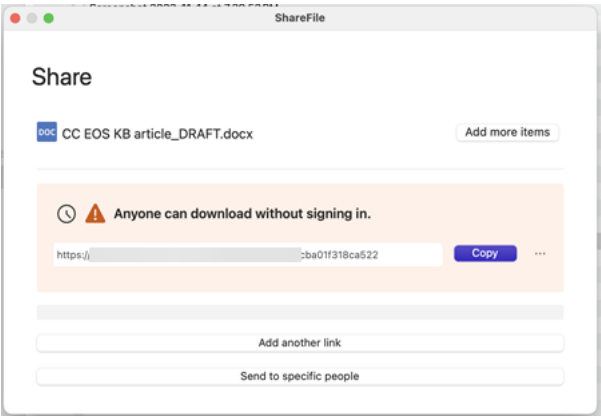 ShareFile
Share
DOC CC EOS KB article_DRAFT.docx
Add more items
Anyone can download without signing in.
https:// cba01f318ca522
Copy
Add another link
Send to specific people